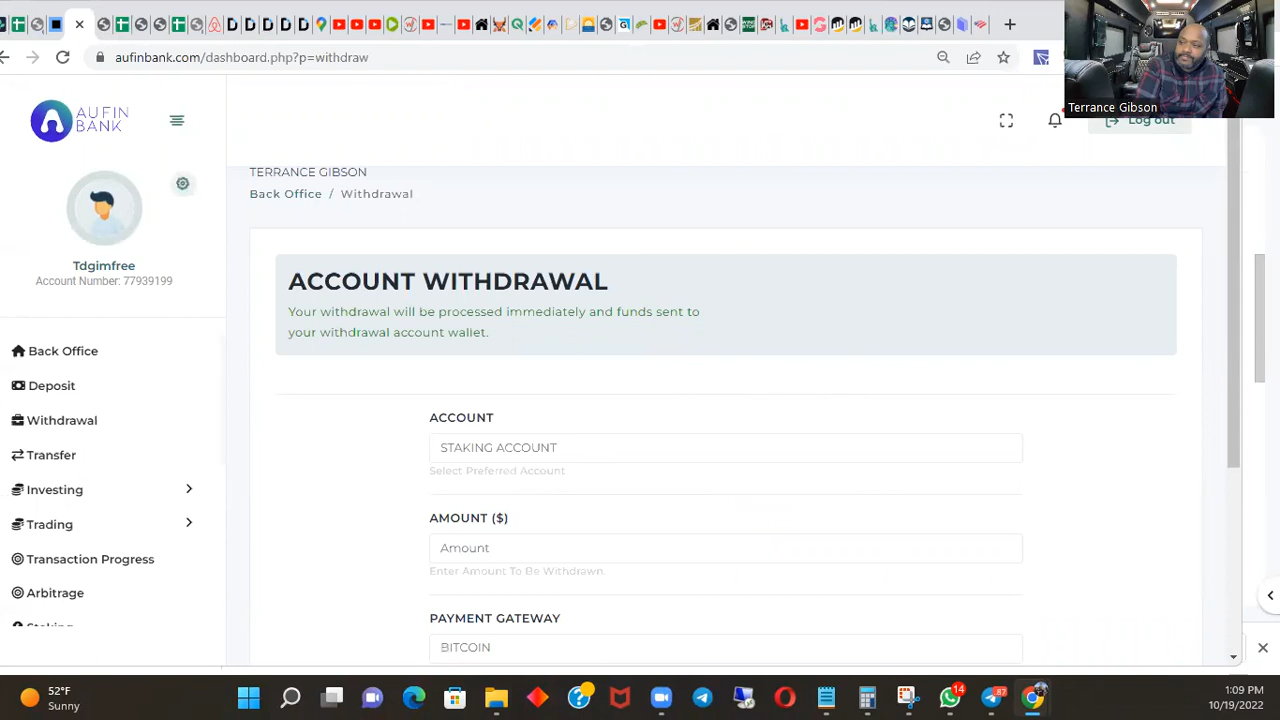 aufinbank.com/dashboard.php?p=withdraw
Terrance Gibson
AUFIN
BANK
Log out
TERRANCE GIBSON
Back Office / Withdrawal
Tdgimfree
Account Number: 77939199
ACCOUNT WITHDRAWAL
Your withdrawal will be processed immediately and funds sent to
your withdrawal account wallet.
Back Office
Deposit
Withdrawal
Transfer
Investing
Trading
Transaction Progress
Arbitrage
Staking
ACCOUNT
STAKING ACCOUNT
Select Preferred Account
AMOUNT ($)
Amount
Enter Amount To Be Withdrawn.
PAYMENT GATEWAY
BITCOIN
52°F
Sunny
14
87
1:09 PM
10/19/2022